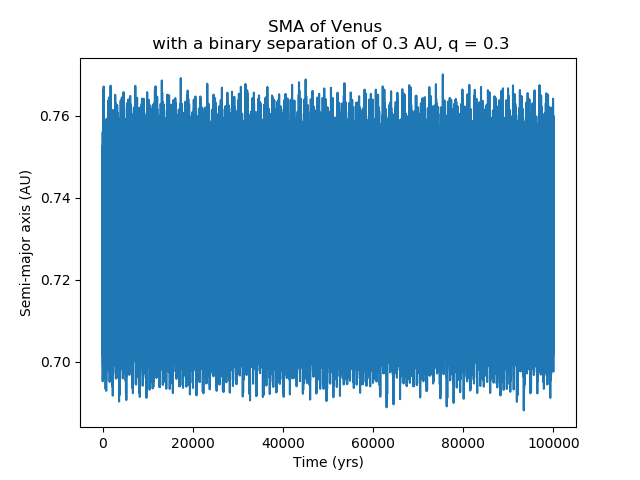 SMA of Venus
with a binary separation of 0.3 AU, q = 0.3
0.76
0.74
0.72
0.70
Semi-major axis (AU)
0 20000 40000 60000 80000 100000
Time (yrs)